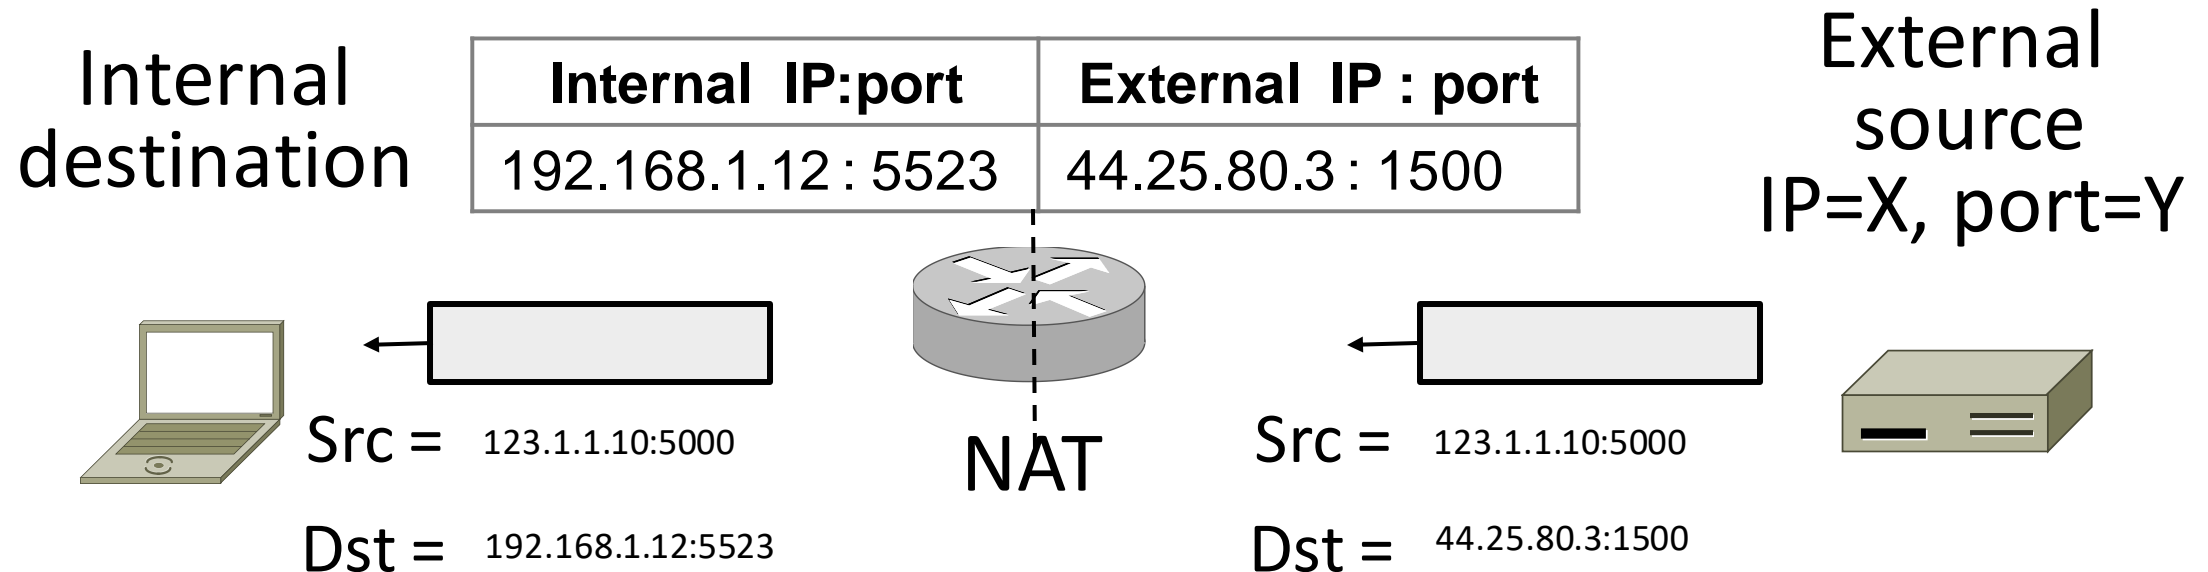 Internal
destination
Internal IP:port External IP : port
192.168.1.12 : 5523 44.25.80.3 : 1500
External
source
IP=X, port=Y
Src = 123.1.1.10:5000
Dst = 192.168.1.12:5523
NAT
Src = 123.1.1.10:5000
Dst = 44.25.80.3:1500